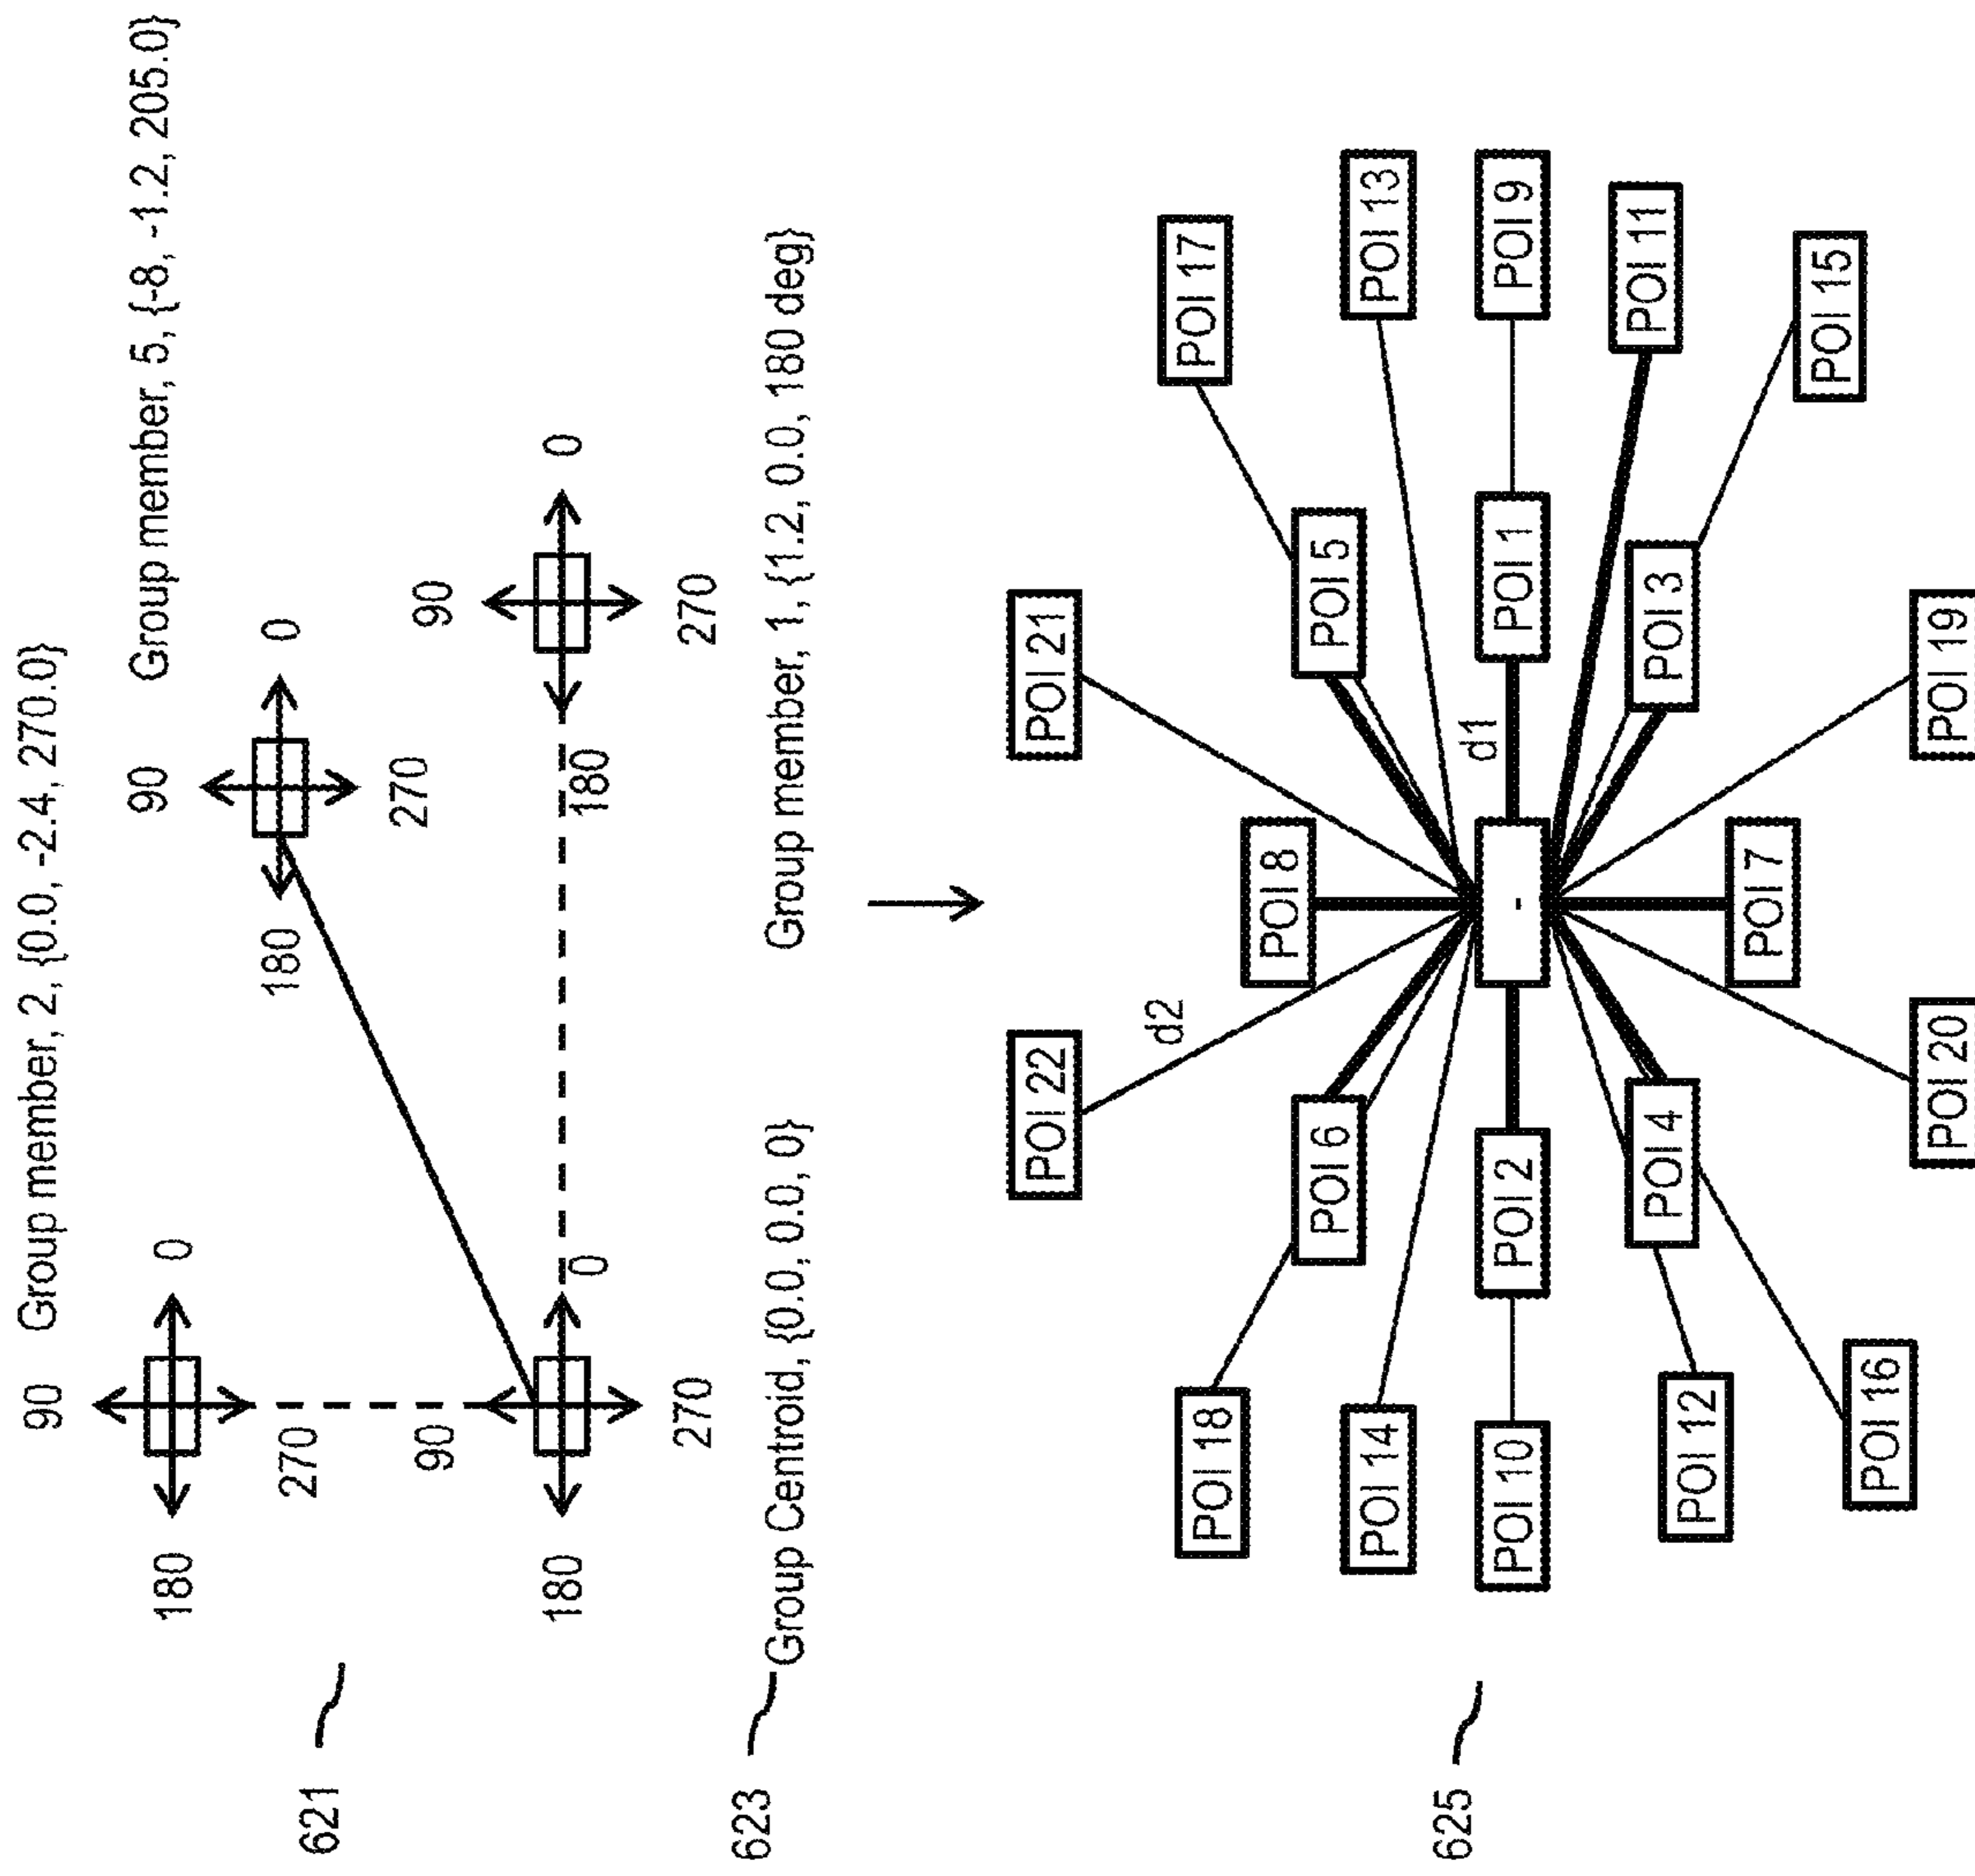 90
Group member, 2, {0.0, -2.4, 270.0}
180
0
270
90
Group member, 5, {-8, -1.2, 205.0}
180
0
270
621
90
180
0
270
90
180
0
270
623
Group Centroid, {0.0, 0.0, 0}
Group member, 1, {1.2, 0.0, 180 deg}
POI 22
POI 21
d2
POI 18
POI 17
POI 8
POI 6
POI 5
POI 14
POI 13
d1
625
POI 10
POI 2
-
POI 1
POI 9
POI 11
POI 4
POI 3
POI 12
POI 7
POI 15
POI 16
POI 20
POI 19